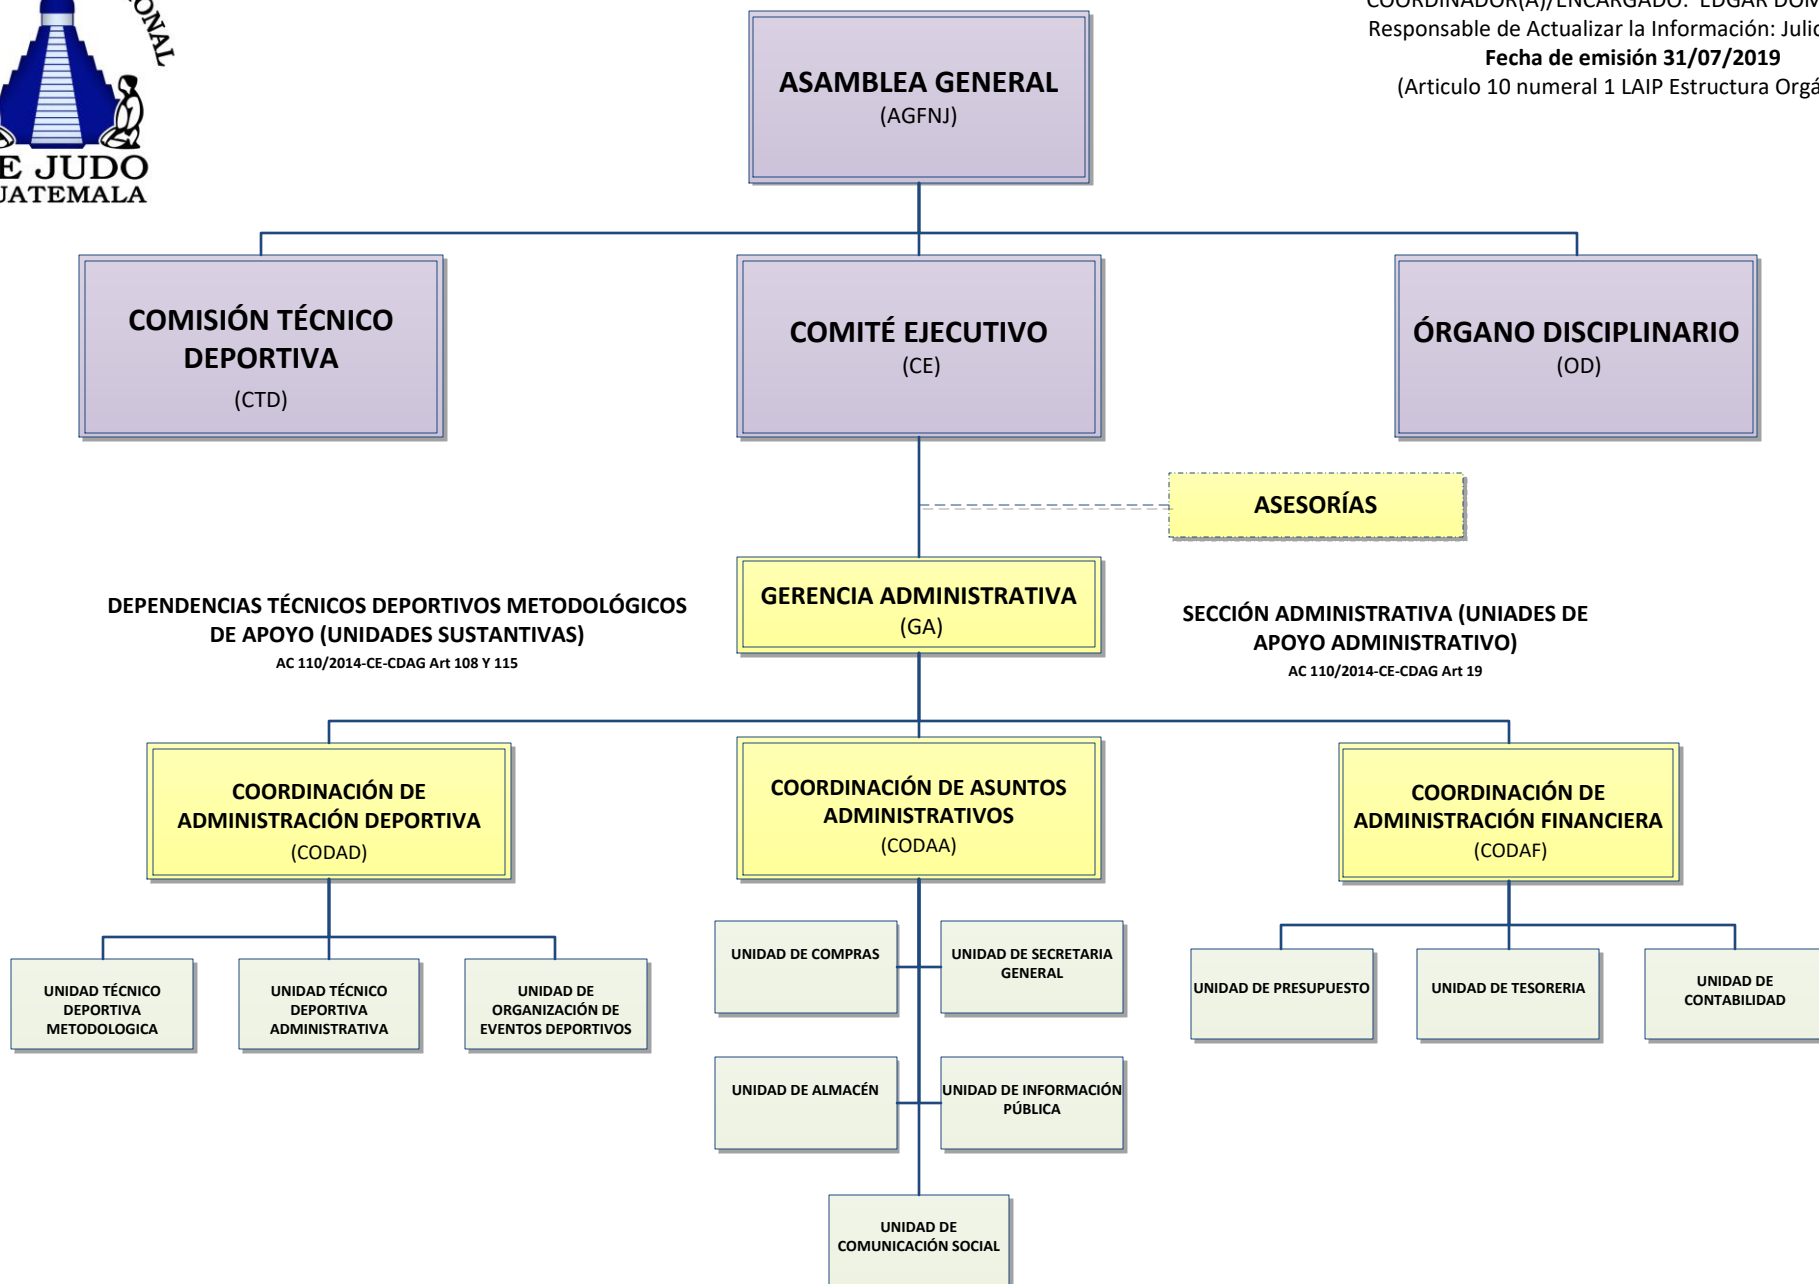 ONAL
E JUDO
UATEMALA
COORDINADOR(A)/ENCARGADO: EDGAR DOM
Responsable de Actualizar la Información: Julio
Fecha de emisión 31/07/2019
(Articulo 10 numeral 1 LAIP Estructura Orgá
ASAMBLEA GENERAL
(AGFNJ)
COMISIÓN TÉCNICO
DEPORTIVA
(CTD)
COMITÉ EJECUTIVO
(CE)
ÓRGANO DISCIPLINARIO
(OD)
ASESORÍAS
GERENCIA ADMINISTRATIVA
(GA)
DEPENDENCIAS TÉCNICOS DEPORTIVOS METODOLÓGICOS
DE APOYO (UNIDADES SUSTANTIVAS)
AC 110/2014-CE-CDAG Art 108 Y 115
SECCIÓN ADMINISTRATIVA (UNIADES DE
APOYO ADMINISTRATIVO)
AC 110/2014-CE-CDAG Art 19
COORDINACIÓN DE
ADMINISTRACIÓN DEPORTIVA
(CODAD)
COORDINACIÓN DE ASUNTOS
ADMINISTRATIVOS
(CODAA)
COORDINACIÓN DE
ADMINISTRACIÓN FINANCIERA
(CODAF)
UNIDAD TÉCNICO
DEPORTIVA
METODOLOGICA
UNIDAD TÉCNICO
DEPORTIVA
ADMINISTRATIVA
UNIDAD DE
ORGANIZACIÓN DE
EVENTOS DEPORTIVOS
UNIDAD DE COMPRAS
UNIDAD DE SECRETARIA
GENERAL
UNIDAD DE PRESUPUESTO
UNIDAD DE TESORERIA
UNIDAD DE
CONTABILIDAD
UNIDAD DE ALMACÉN
UNIDAD DE INFORMACIÓN
PÚBLICA
UNIDAD DE
COMUNICACIÓN SOCIAL